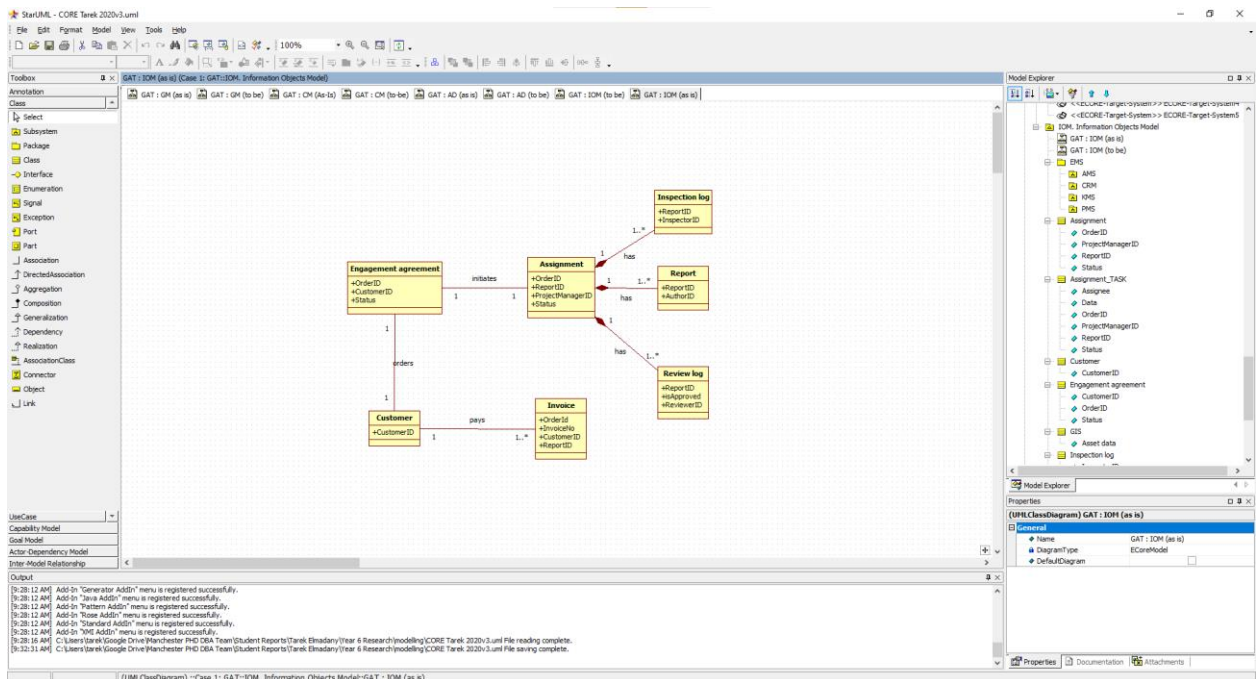 StarUML - CORE Tarek 2020v3.uml
File Edit Format Model View Tools Help
100%
Toolbox
Annotation
Class
Select
Subsystem
Package
Class
Interface
Enumeration
Signal
Exception
Port
Part
Association
DirectedAssociation
Aggregation
Composition
Generalization
Dependency
Realization
AssociationClass
Connector
Object
Link
UseCase
Capability Model
Goal Model
Actor-Dependency Model
Inter-Model Relationship
GAT : IOM (as is) (Case 1: GAT::IOM. Information Objects Model)
GAT : GM (as is) GAT : GM (to be) GAT : CM (As-Is) GAT : CM (to-be) GAT : AD (as is) GAT : AD (to be) GAT : IOM (to be) GAT : IOM (as is)
Inspection log
+ReportID
+InspectorID
1..*
1
has
Engagement agreement
+OrderID
+CustomerID
+Status
initiates
1 1
Assignment
+OrderID
+ReportID
+ProjectManagerID
+Status
1 1..*
has
Report
+ReportID
+AuthorID
1
has
1..*
Review log
+ReportID
+isApproved
+ReviewerID
1
orders
1
Customer
+CustomerID
pays
1 1..*
Invoice
+OrderId
+InvoiceNo
+CustomerID
+ReportID
Model Explorer
<<ECORE-Target-System>> ECORE-Target-System4
<<ECORE-Target-System>> ECORE-Target-System5
IOM. Information Objects Model
GAT : IOM (as is)
GAT : IOM (to be)
EMS
AMS
CRM
KMS
PMS
Assignment
OrderID
ProjectManagerID
ReportID
Status
Assignment_TASK
Assignee
Data
OrderID
ProjectManagerID
ReportID
Status
Customer
CustomerID
Engagement agreement
CustomerID
OrderID
Status
GIS
Asset data
Inspection log
Model Explorer
Properties
(UMLClassDiagram) GAT : IOM (as is)
General
Name GAT : IOM (as is)
DiagramType ECoreModel
DefaultDiagram
Properties Documentation Attachments
Output
[9:28:12 AM] Add-In "Generator AddIn" menu is registered successfully.
[9:28:12 AM] Add-In "Java AddIn" menu is registered successfully.
[9:28:12 AM] Add-In "Pattern AddIn" menu is registered successfully.
[9:28:12 AM] Add-In "Rose AddIn" menu is registered successfully.
[9:28:12 AM] Add-In "Standard AddIn" menu is registered successfully.
[9:28:12 AM] Add-In "XMI AddIn" menu is registered successfully.
[9:28:16 AM] C:\Users\tarek\Google Drive\Manchester PHD DBA Team\Student Reports\Tarek Elmadany\Year 6 Research\modelling\CORE Tarek 2020v3.uml File reading complete.
[9:32:31 AM] C:\Users\tarek\Google Drive\Manchester PHD DBA Team\Student Reports\Tarek Elmadany\Year 6 Research\modelling\CORE Tarek 2020v3.uml File saving complete.
(UMLClassDiagram) ::Case 1: GAT::IOM. Information Objects Model::GAT : IOM (as is)